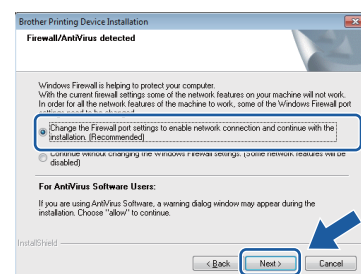 Brother Printing Device Installation
Firewall/AntiVirus detected
Windows Firewall is helping to protect your computer.
With the current firewall settings some of the network features on your machine will not work.
In order for all the network features of the machine to work, some of the Windows Firewall port
settings need to be changed.
Change the Firewall port settings to enable network connection and continue with the
installation. (Recommended)
Continue without changing the Windows Firewall settings. (Some network features will be
disabled)
For AntiVirus Software Users:
If you are using AntiVirus Software, a warning dialog window may appear during the
installation. Choose "allow" to continue.
InstallShield
< Back
Next >
Cancel